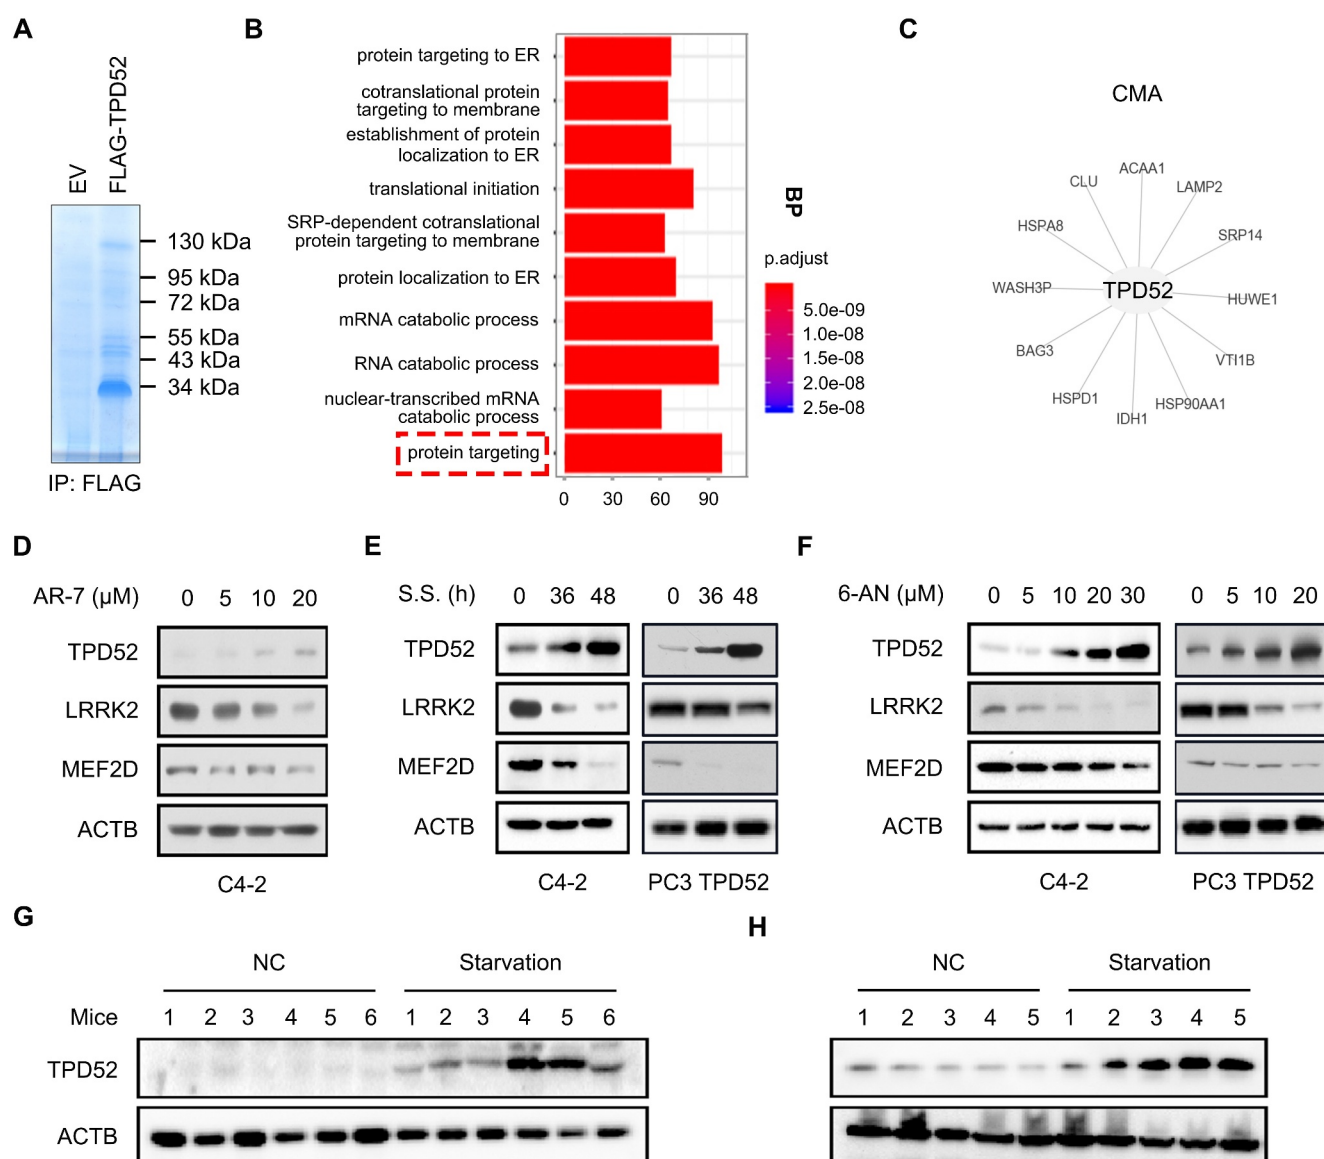 A
EV
FLAG-TPD52
130 kDa
95 kDa
72 kDa
55 kDa
43 kDa
34 kDa
IP: FLAG
B
protein targeting to ER
cotranslational protein
targeting to membrane
establishment of protein
localization to ER
translational initiation
SRP-dependent cotranslational
protein targeting to membrane
protein localization to ER
mRNA catabolic process
RNA catabolic process
nuclear-transcribed mRNA
catabolic process
protein targeting
0 30 60 90
BP
p.adjust
5.0e-09
1.0e-08
1.5e-08
2.0e-08
2.5e-08
C
CMA
ACAA1
CLU
LAMP2
HSPA8
SRP14
WASH3P
TPD52
HUWE1
BAG3
VTI1B
HSPD1
HSP90AA1
IDH1
D
AR-7 (μM) 0 5 10 20
TPD52
LRRK2
MEF2D
ACTB
C4-2
E
S.S. (h) 0 36 48 0 36 48
TPD52
LRRK2
MEF2D
ACTB
C4-2 PC3 TPD52
F
6-AN (μM) 0 5 10 20 30 0 5 10 20
TPD52
LRRK2
MEF2D
ACTB
C4-2 PC3 TPD52
G
NC Starvation
Mice 1 2 3 4 5 6 1 2 3 4 5 6
TPD52
ACTB
H
NC Starvation
1 2 3 4 5 1 2 3 4 5